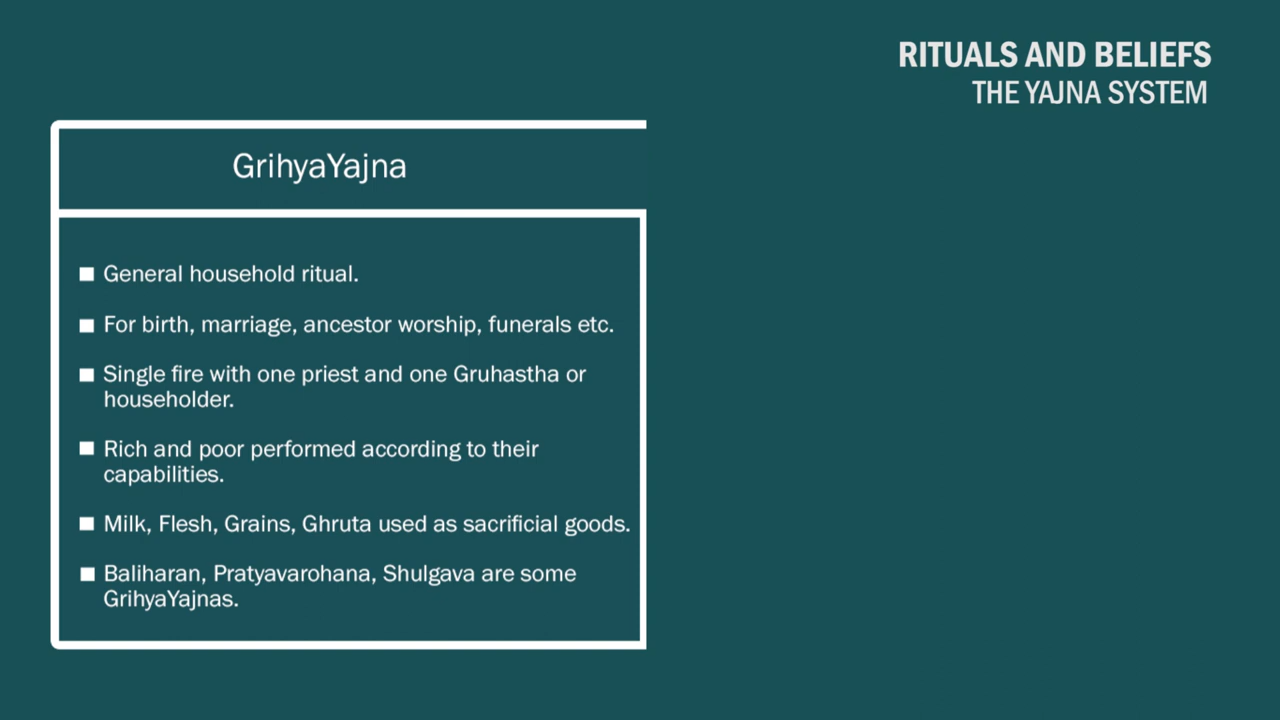 RITUALS AND BELIEFS
THE YAJNA SYSTEM
GrihyaYajna
■ General household ritual.
■ For birth, marriage, ancestor worship, funerals etc.
■ Single fire with one priest and one Gruhastha or
householder.
■ Rich and poor performed according to their
capabilities.
■ Milk, Flesh, Grains, Ghruta used as sacrificial goods.
■ Baliharan, Pratyavarohana, Shulgava are some
GrihyaYajnas.